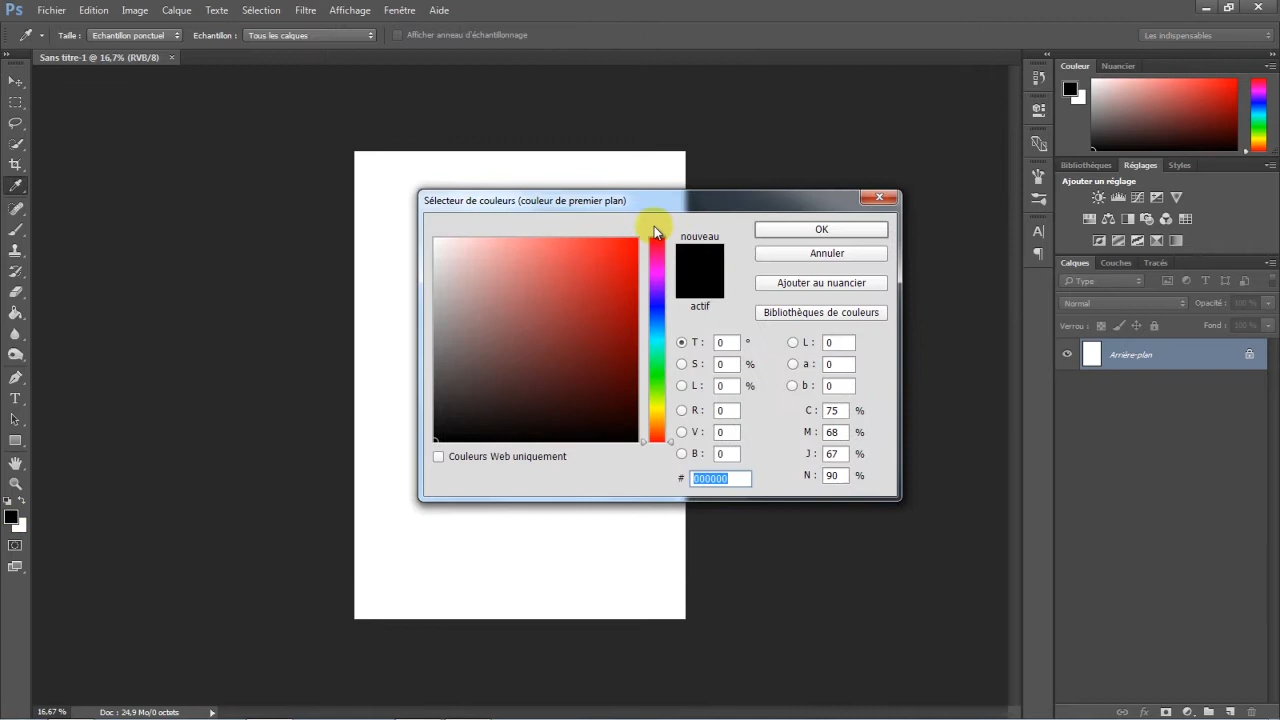 Ps Fichier Edition Image Calque Texte Sélection Filtre Affichage Fenêtre Aide
Taille : Echantillon ponctuel Echantillon : Tous les calques Afficher anneau d'échantillonnage Les indispensables
Sans titre-1 @ 16,7% (RVB/8) ×
Couleur Nuancier
Bibliothèques Réglages Styles
Ajouter un réglage
Sélecteur de couleurs (couleur de premier plan)
nouveau
OK
Annuler
actif
Ajouter au nuancier
Bibliothèques de couleurs
T : 0 °
S : 0 %
L : 0 %
R : 0
V : 0
B : 0
# 000000
L : 0
a : 0
b : 0
C : 75 %
M : 68 %
J : 67 %
N : 90 %
Couleurs Web uniquement
Calques Couches Tracés
Type
Normal Opacité : 100 %
Verrou : Fond : 100 %
Arrière-plan
16,67 % Doc : 24,9 Mo/0 octets